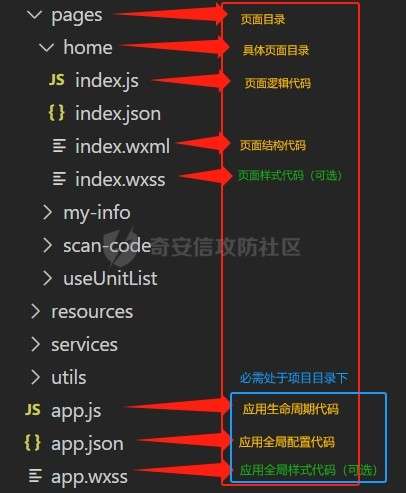 pages 页面目录
home 具体页面目录
JS index.js 页面逻辑代码
{ } index.json
index.wxml 页面结构代码
index.wxss 页面样式代码（可选）
my-info
scan-code
奇安信攻防社区
useUnitList
resources
services
utils 必需处于项目目录下
JS app.js 应用生命周期代码
{ } app.json 应用全局配置代码
app.wxss 应用全局样式代码（可选）